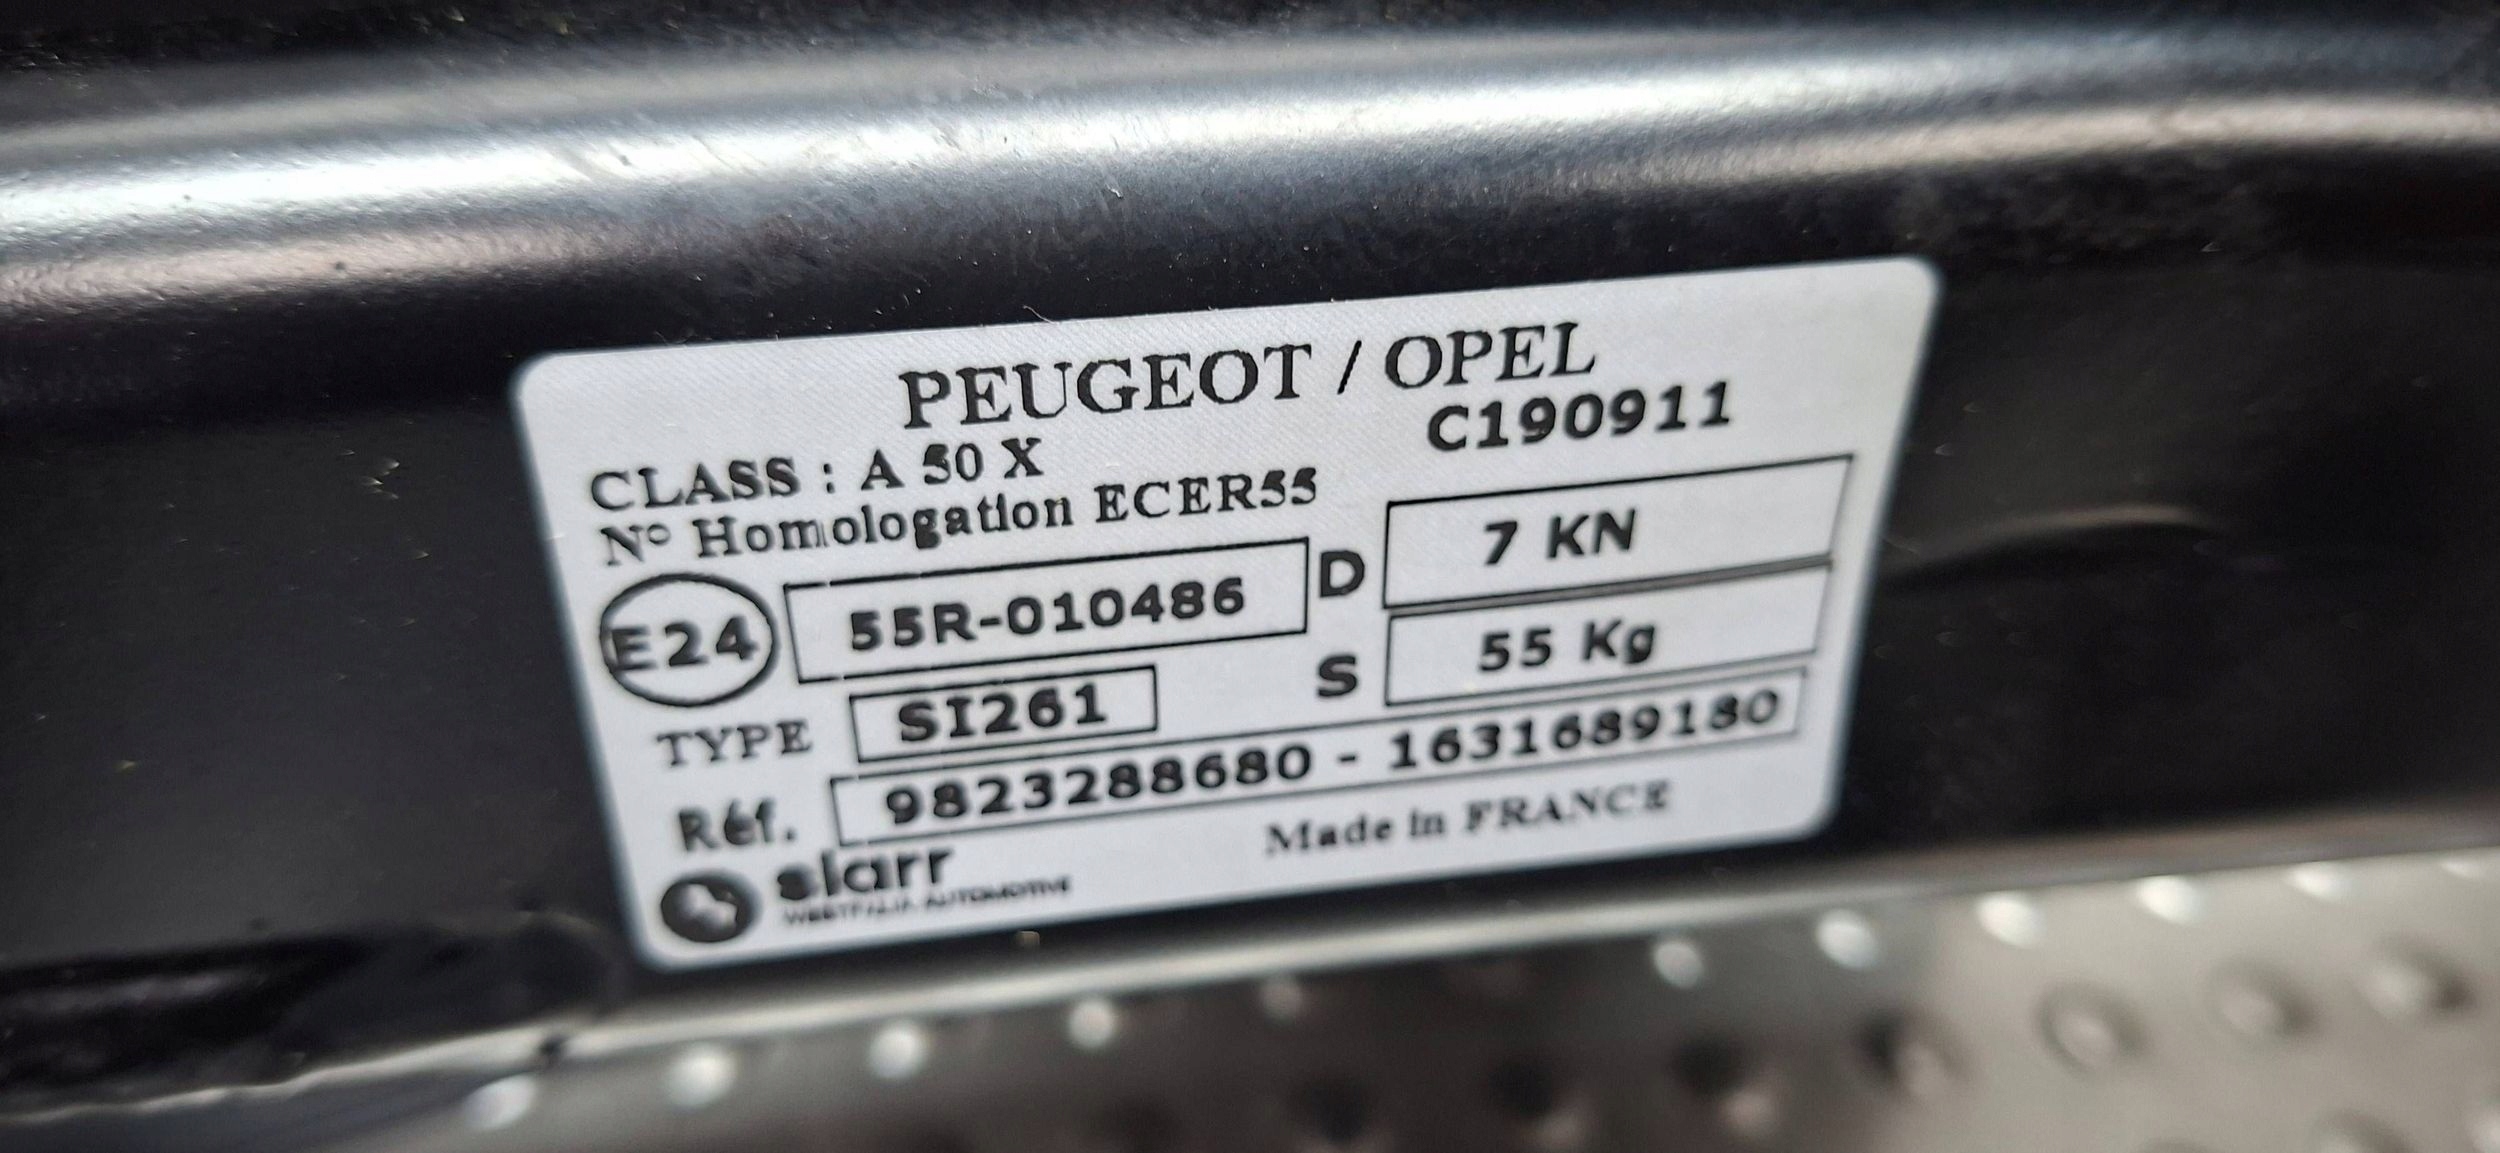 PEUGEOT / OPEL
C190911
CLASS : A 50 X
N° Homologation ECER55
E24 55R-010486
D 7 KN
S 55 Kg
TYPE SI261
Réf. 9823288680 - 1631689180
siarr
WESTFALIA AUTOMOTIVE
Made in FRANCE